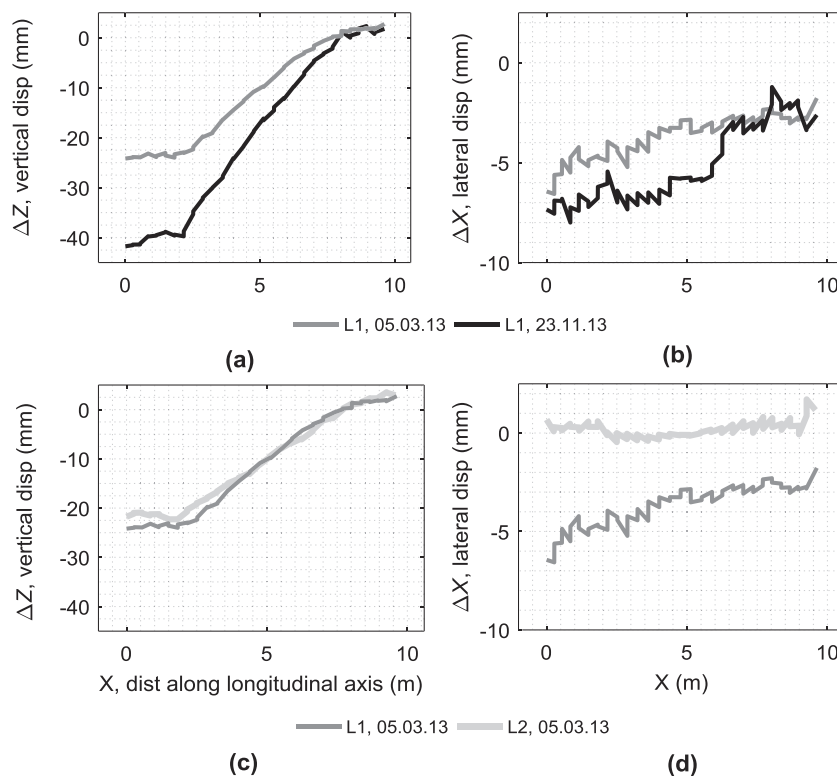 ΔZ, vertical disp (mm)
0
-10
-20
-30
-40
0
5
10
ΔX, lateral disp (mm)
0
-5
-10
0
5
10
L1, 05.03.13
L1, 23.11.13
(a)
(b)
ΔZ, vertical disp (mm)
0
-10
-20
-30
-40
0
5
10
X, dist along longitudinal axis (m)
ΔX, lateral disp (mm)
0
-5
-10
0
5
10
X (m)
L1, 05.03.13
L2, 05.03.13
(c)
(d)